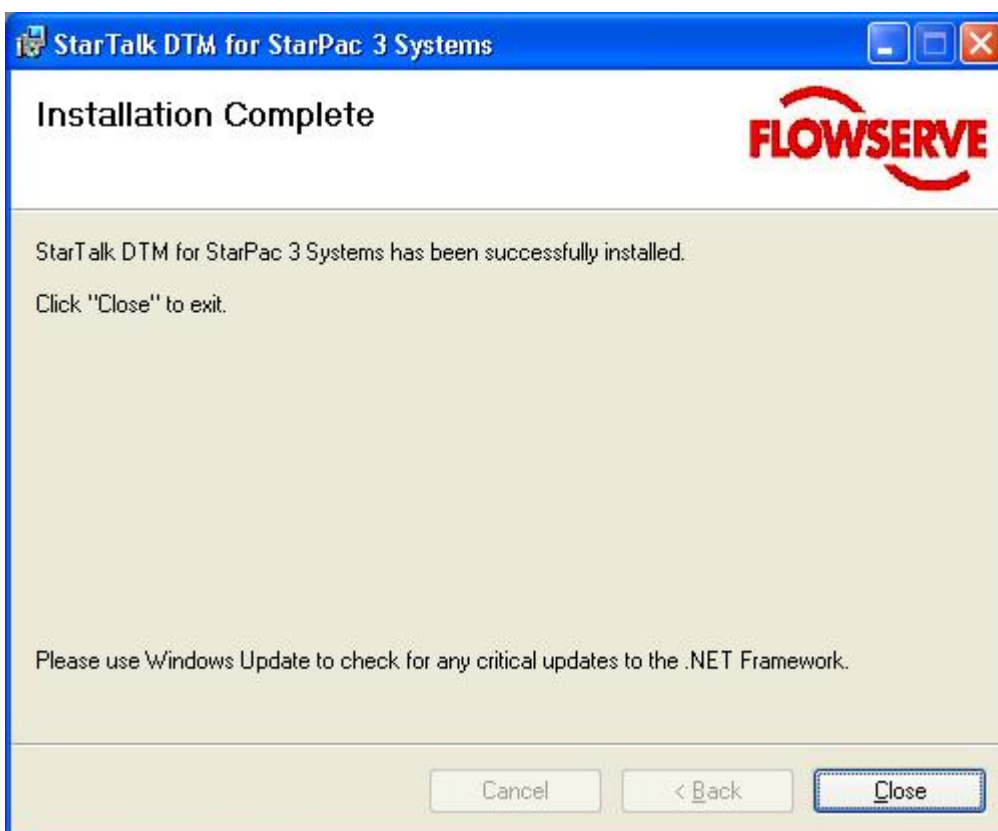 StarTalk DTM for StarPac 3 Systems
Installation Complete
FLOWSERVE
StarTalk DTM for StarPac 3 Systems has been successfully installed.
Click "Close" to exit.
Please use Windows Update to check for any critical updates to the .NET Framework.
Cancel
< Back
Close